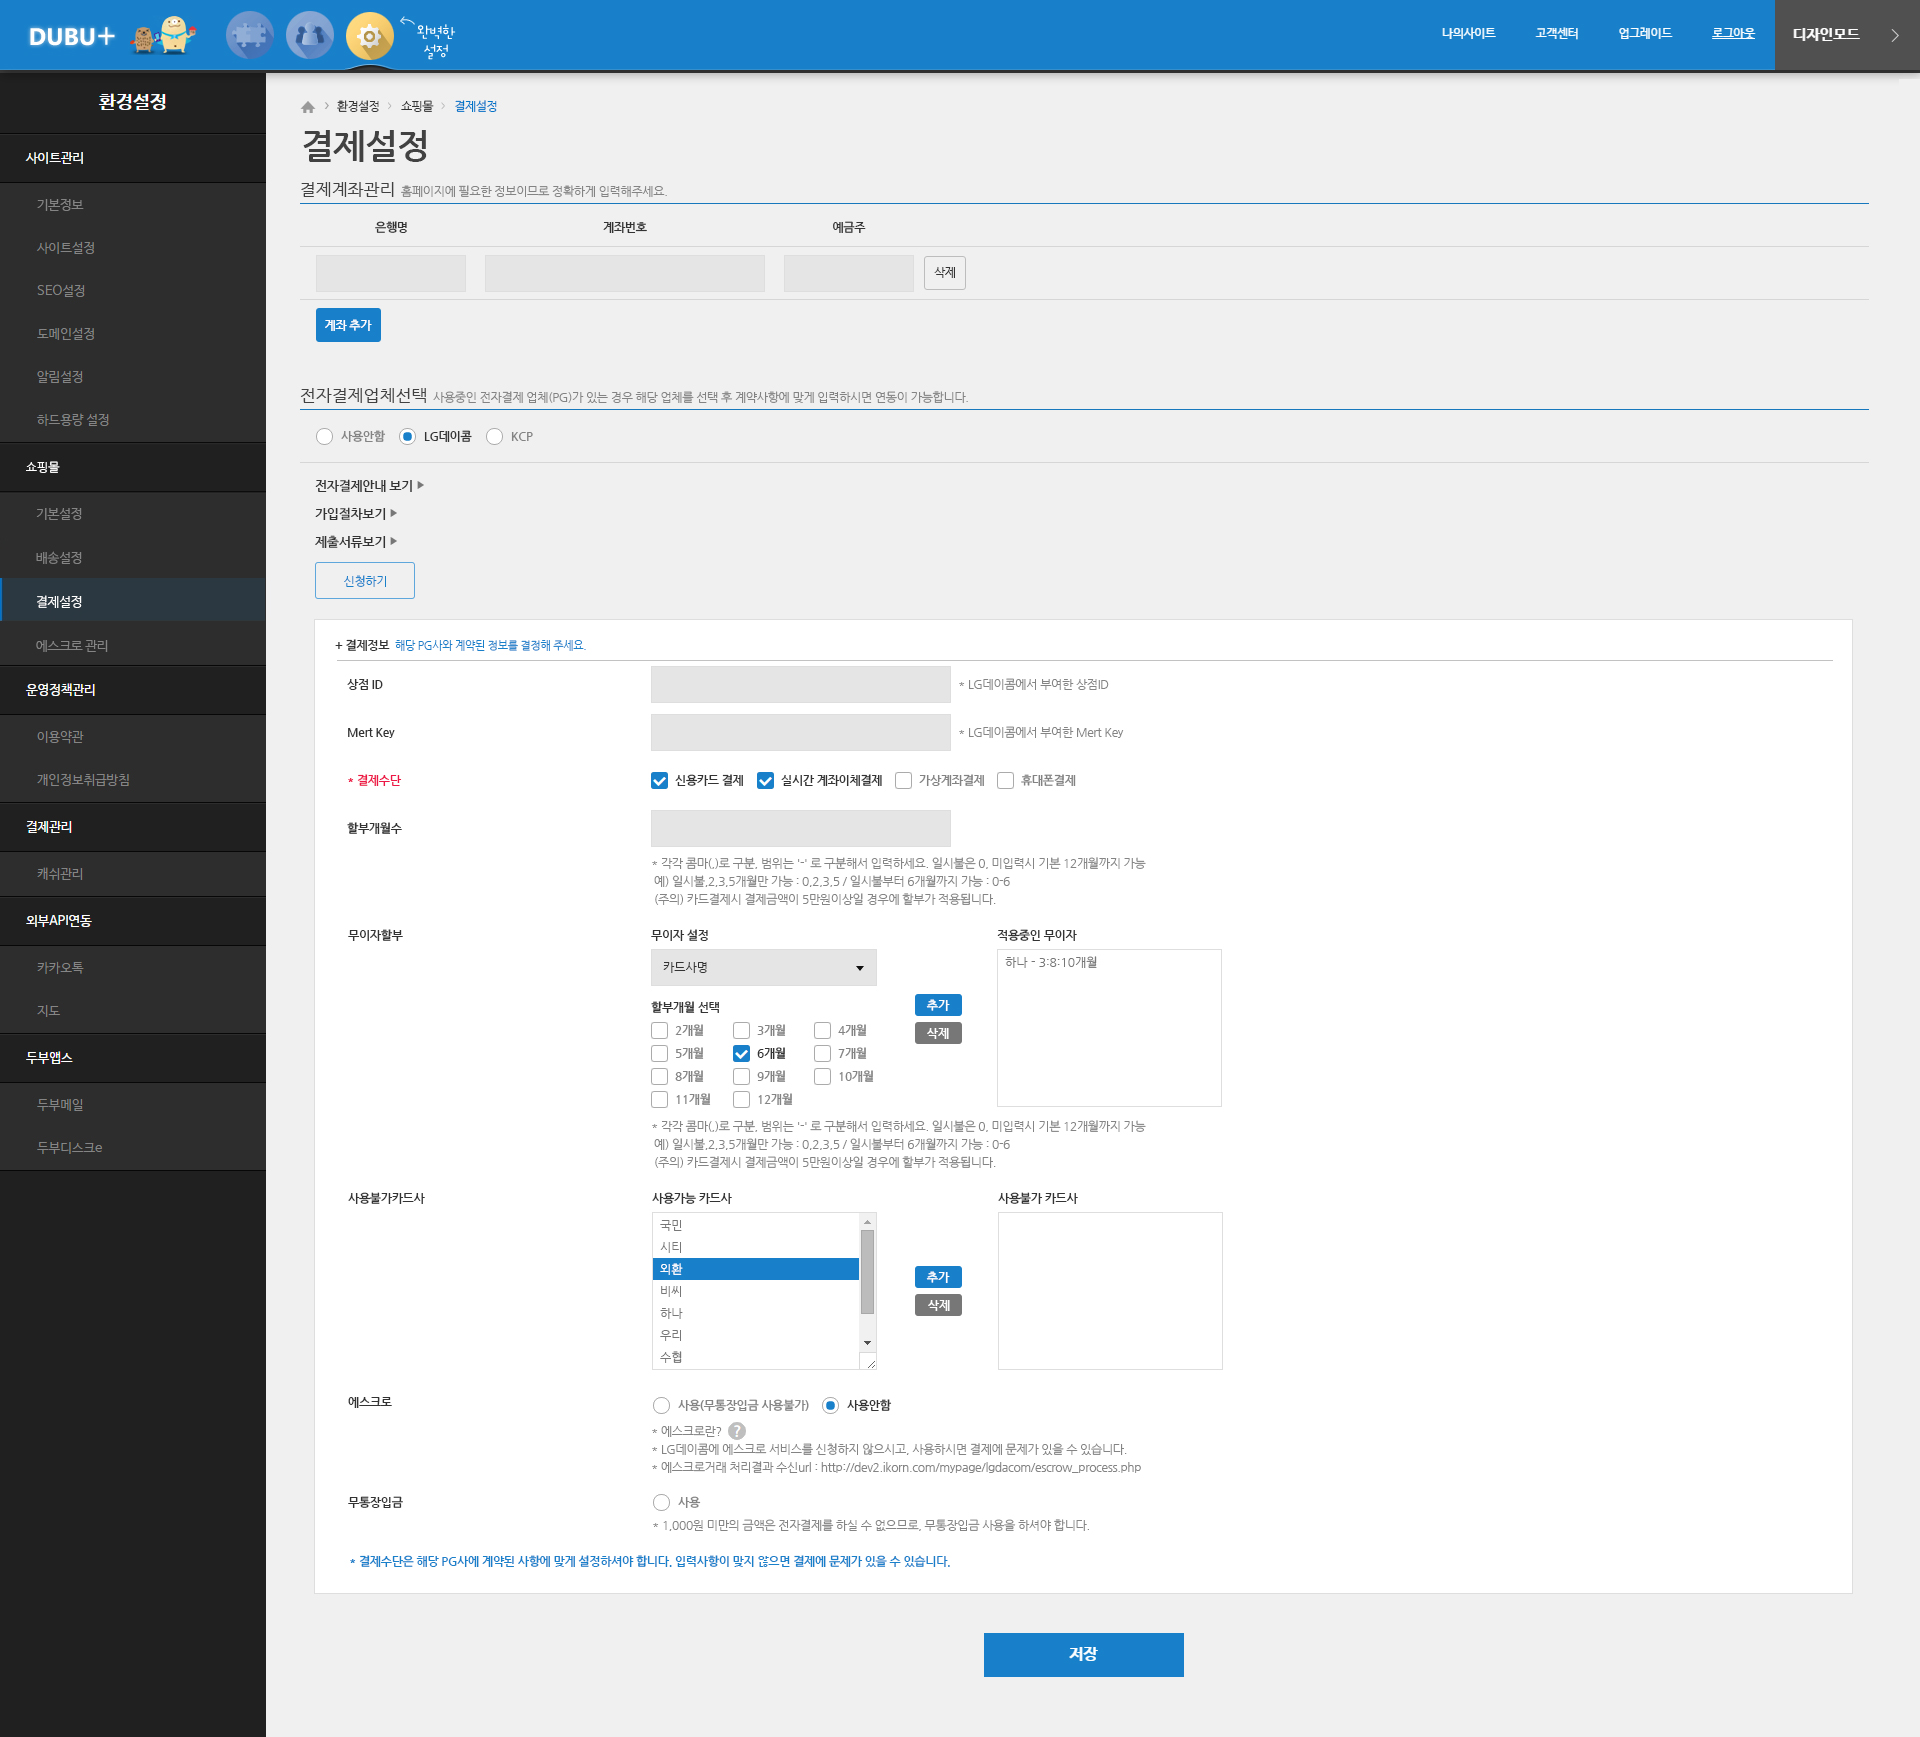 DUBU+
완벽한
설정
나의사이트
고객센터
업그레이드
로그아웃
디자인모드
환경설정
사이트관리
기본정보
사이트설정
SEO설정
도메인설정
알림설정
하드용량 설정
쇼핑몰
기본설정
배송설정
결제설정
에스크로 관리
운영정책관리
이용약관
개인정보취급방침
결제관리
캐쉬관리
외부API연동
카카오톡
지도
두부앱스
두부메일
두부디스크e
> 환경설정 > 쇼핑몰 > 결제설정
결제설정
결제계좌관리 홈페이지에 필요한 정보이므로 정확하게 입력해주세요.
은행명 계좌번호 예금주
삭제
계좌 추가
전자결제업체선택 사용중인 전자결제 업체(PG)가 있는 경우 해당 업체를 선택 후 계약사항에 맞게 입력하시면 연동이 가능합니다.
사용안함 LG데이콤 KCP
전자결제안내 보기
가입절차보기
제출서류보기
신청하기
+ 결제정보 해당 PG사와 계약된 정보를 결정해 주세요.
상점 ID * LG데이콤에서 부여한 상점ID
Mert Key * LG데이콤에서 부여한 Mert Key
* 결제수단 신용카드 결제 실시간 계좌이체결제 가상계좌결제 휴대폰결제
할부개월수
* 각각 콤마(,)로 구분, 범위는 '-' 로 구분해서 입력하세요. 일시불은 0, 미입력시 기본 12개월까지 가능
예) 일시불,2,3,5개월만 가능 : 0,2,3,5 / 일시불부터 6개월까지 가능 : 0-6
(주의) 카드결제시 결제금액이 5만원이상일 경우에 할부가 적용됩니다.
무이자할부 무이자 설정 적용중인 무이자
카드사명 하나 - 3:8:10개월
할부개월 선택
추가
삭제
2개월 3개월 4개월
5개월 6개월 7개월
8개월 9개월 10개월
11개월 12개월
* 각각 콤마(,)로 구분, 범위는 '-' 로 구분해서 입력하세요. 일시불은 0, 미입력시 기본 12개월까지 가능
예) 일시불,2,3,5개월만 가능 : 0,2,3,5 / 일시불부터 6개월까지 가능 : 0-6
(주의) 카드결제시 결제금액이 5만원이상일 경우에 할부가 적용됩니다.
사용불가카드사 사용가능 카드사 사용불가 카드사
국민
시티
외환
비씨
하나
우리
수협
추가
삭제
에스크로 사용(무통장입금 사용불가) 사용안함
* 에스크로란? ?
* LG데이콤에 에스크로 서비스를 신청하지 않으시고, 사용하시면 결제에 문제가 있을 수 있습니다.
* 에스크로거래 처리결과 수신url : http://dev2.ikorn.com/mypage/lgdacom/escrow_process.php
무통장입금 사용
* 1,000원 미만의 금액은 전자결제를 하실 수 없으므로, 무통장입금 사용을 하셔야 합니다.
* 결제수단은 해당 PG사에 계약된 사항에 맞게 설정하셔야 합니다. 입력사항이 맞지 않으면 결제에 문제가 있을 수 있습니다.
저장